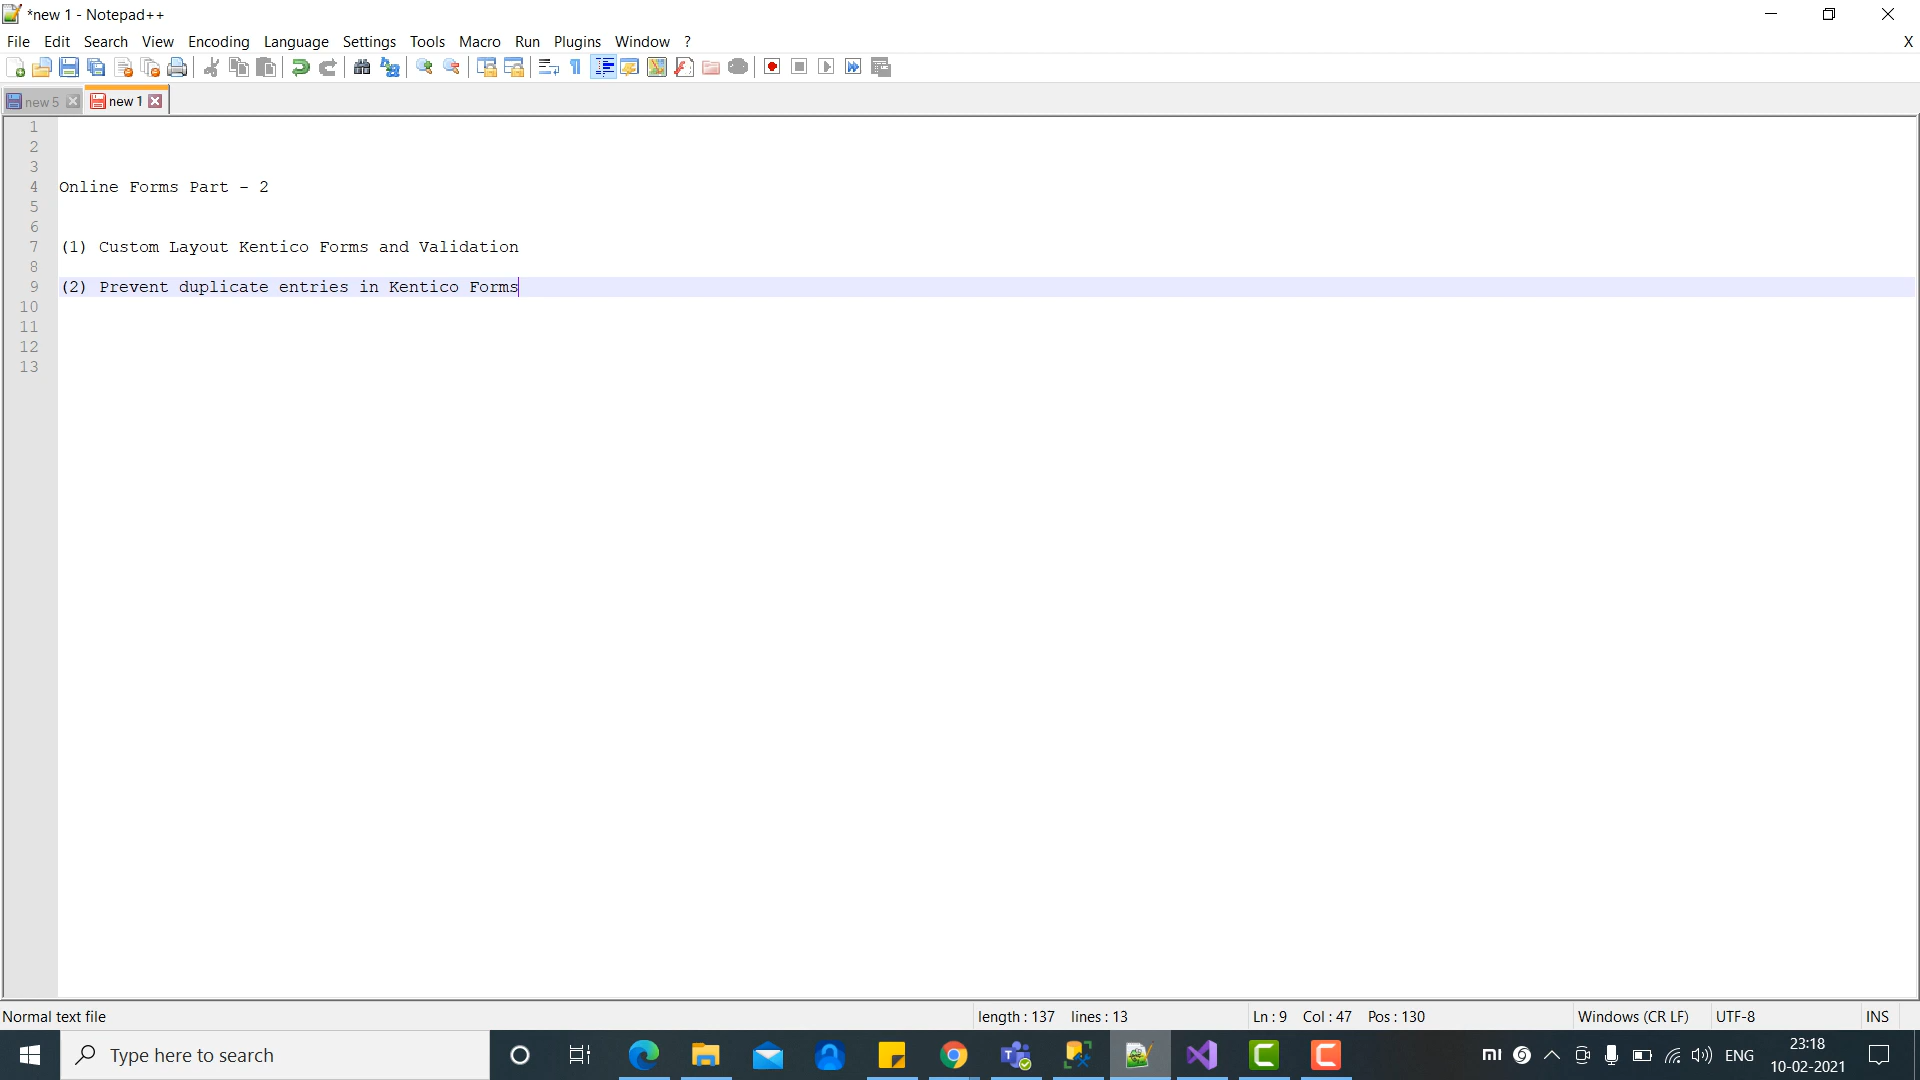 *new 1 - Notepad++
File Edit Search View Encoding Language Settings Tools Macro Run Plugins Window ? X
new 5 new 1
1
2
3
4 Online Forms Part - 2
5
6
7 (1) Custom Layout Kentico Forms and Validation
8
9 (2) Prevent duplicate entries in Kentico Forms
10
11
12
13
Normal text file length : 137 lines : 13 Ln : 9 Col : 47 Pos : 130 Windows (CR LF) UTF-8 INS
Type here to search ENG 23:18
10-02-2021